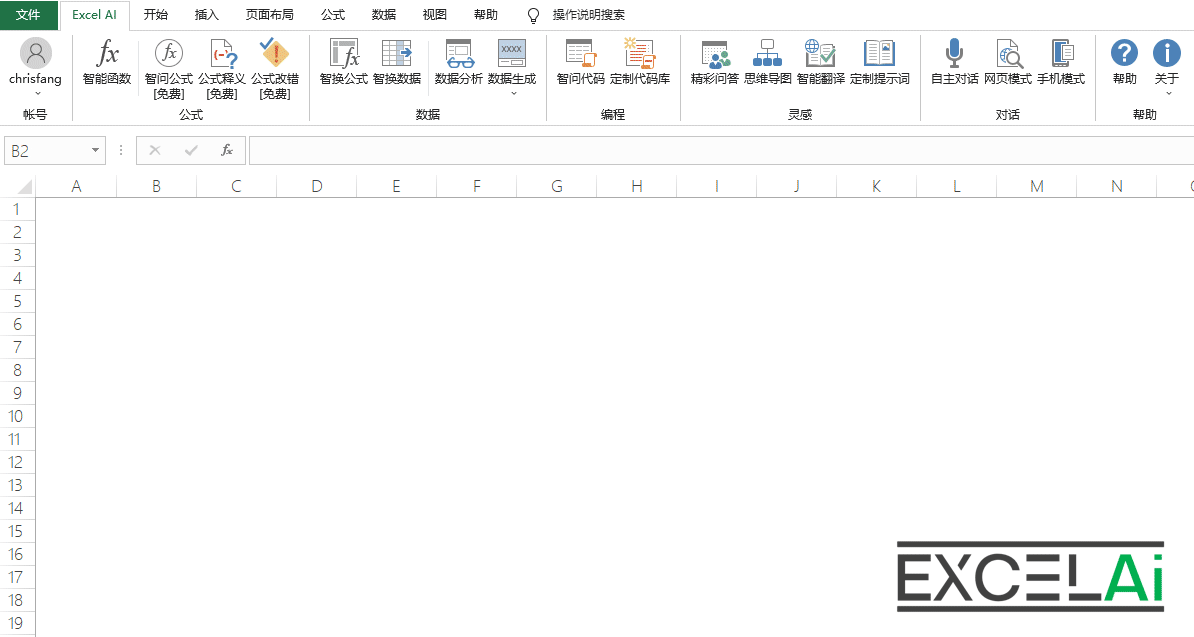 文件 Excel AI 开始 插入 页面布局 公式 数据 视图 帮助 操作说明搜索
chrisfang 智能函数 智问公式 公式释义 公式改错 智换公式 智换数据 数据分析 数据生成 智问代码 定制代码库 精彩问答 思维导图 智能翻译 定制提示词 自主对话 网页模式 手机模式 帮助 关于
[免费] [免费] [免费]
帐号 公式 数据 编程 灵感 对话 帮助
B2 fx
A B C D E F G H I J K L M N
1
2
3
4
5
6
7
8
9
10
11
12
13
14
15
16
17
18
19
EXCELAi